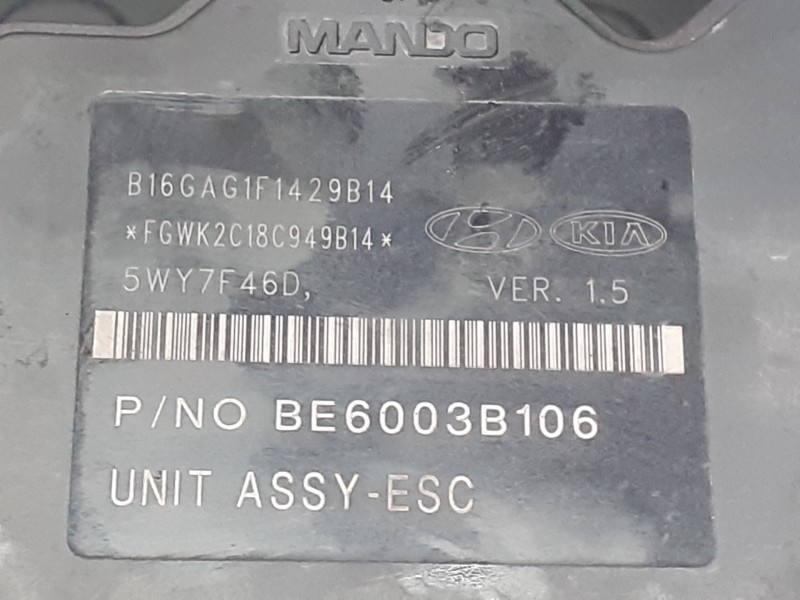 MANDO
B16GAG1F1429B14
*FGWK2C18C949B14*
KIA
5WY7F46D, VER. 1.5
P/NO BE6003B106
UNIT ASSY-ESC